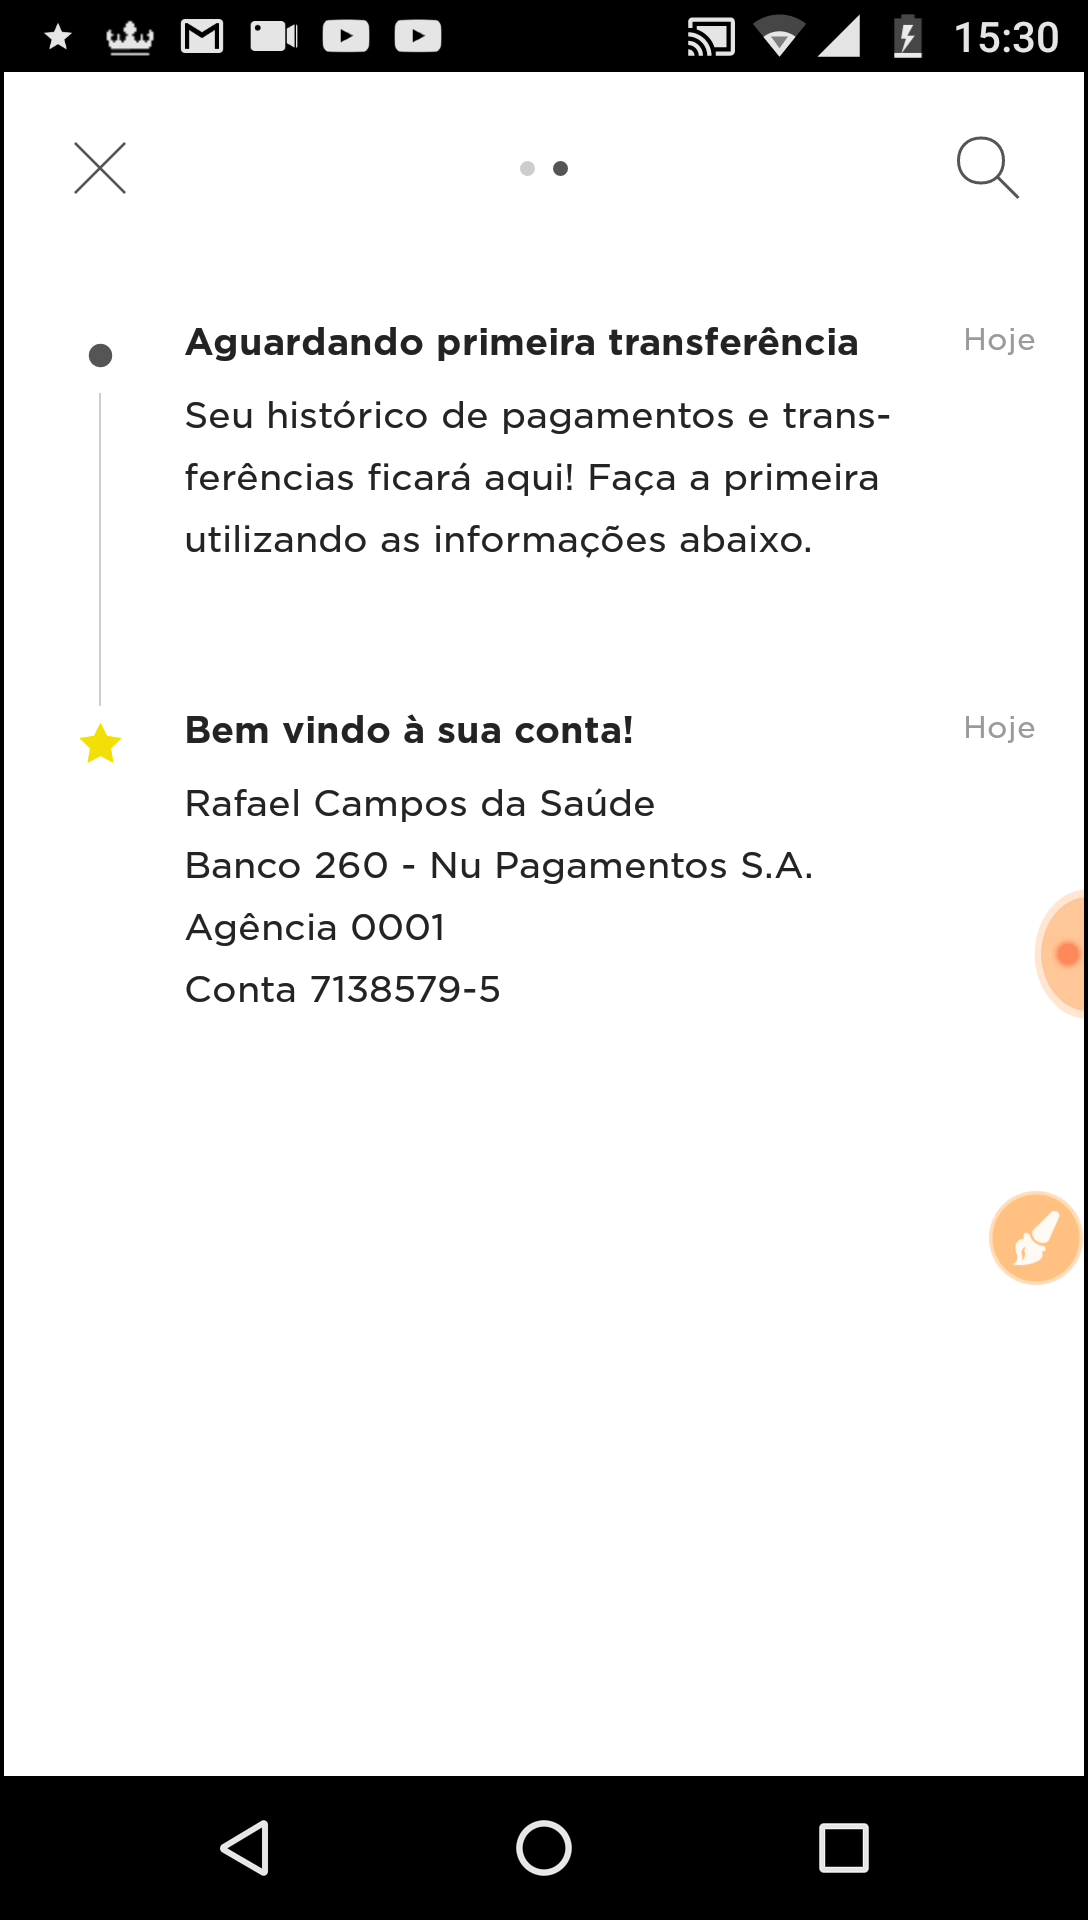 15:30
Aguardando primeira transferência
Hoje
Seu histórico de pagamentos e trans-
ferências ficará aqui! Faça a primeira
utilizando as informações abaixo.
Bem vindo à sua conta!
Hoje
Rafael Campos da Saúde
Banco 260 - Nu Pagamentos S.A.
Agência 0001
Conta 7138579-5